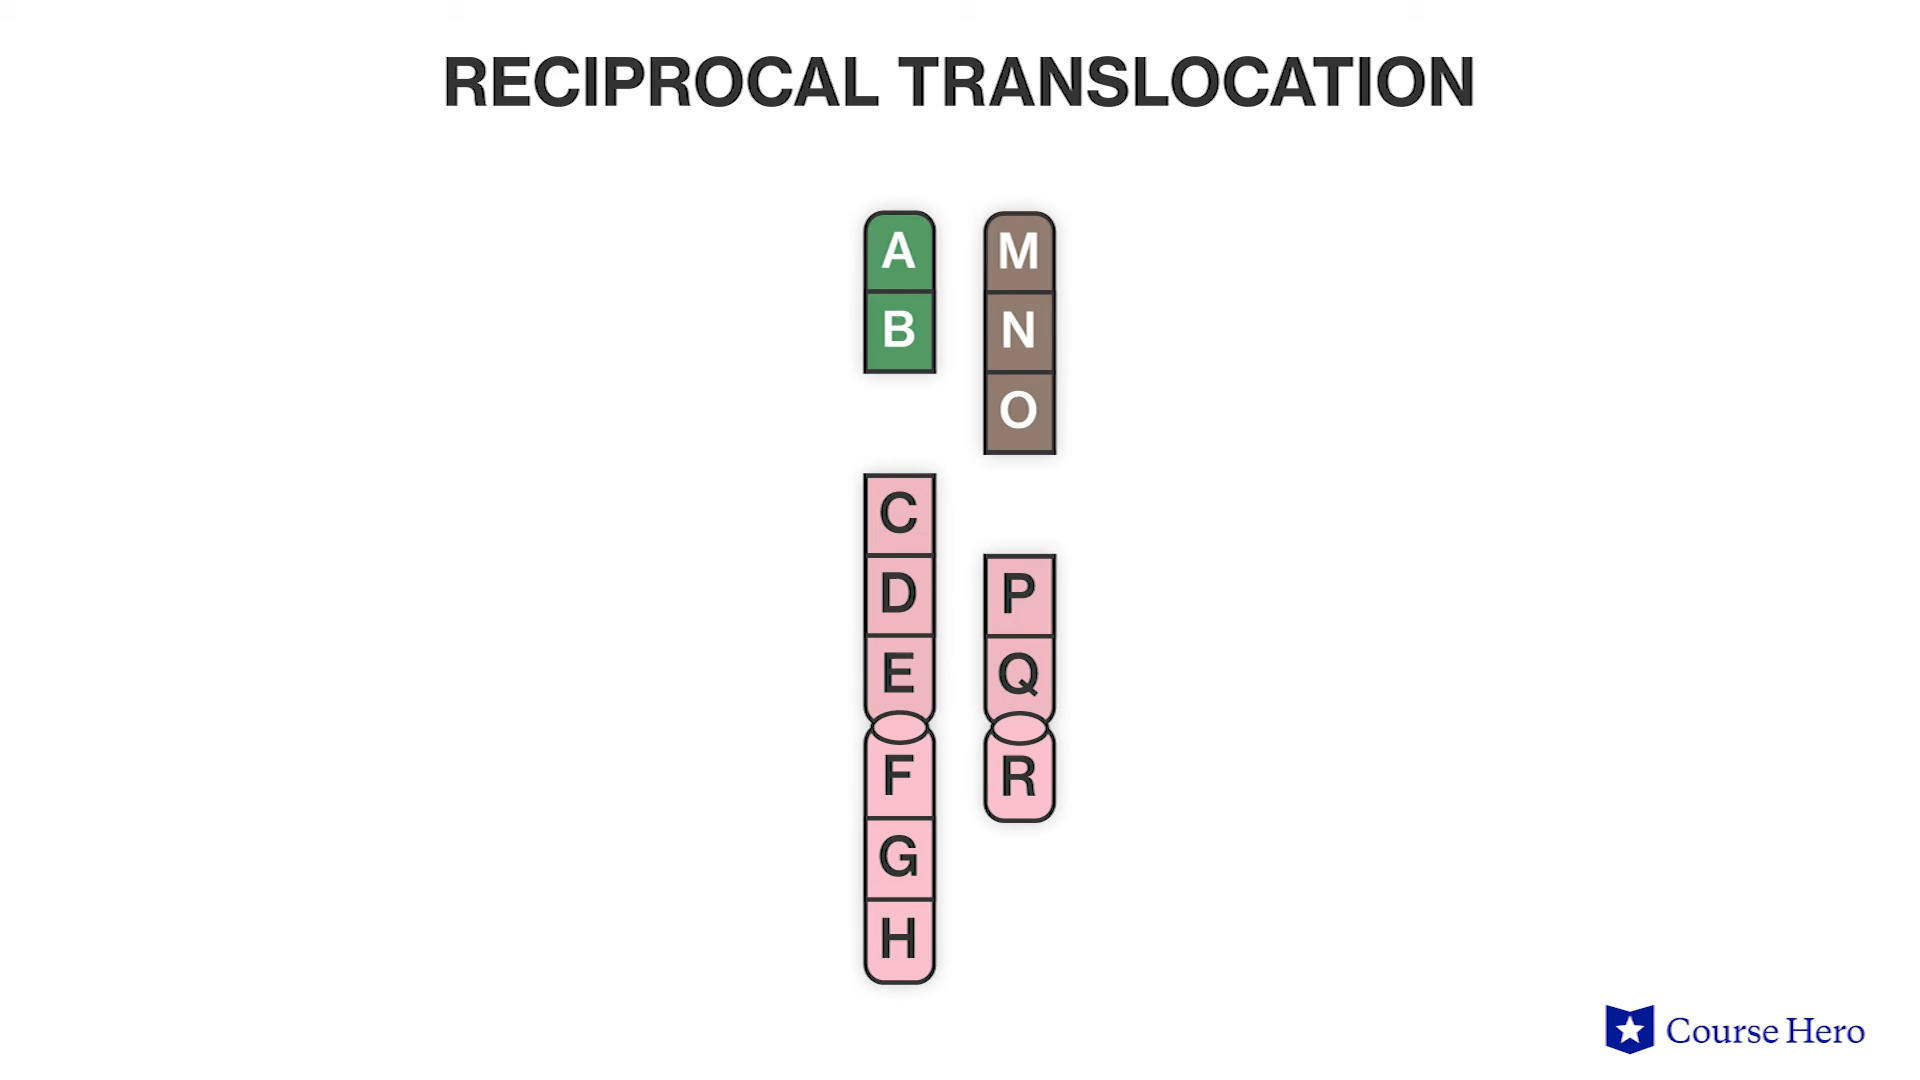 RECIPROCAL TRANSLOCATION
A
B
C
D
E
F
G
H
M
N
O
P
Q
R
Course Hero